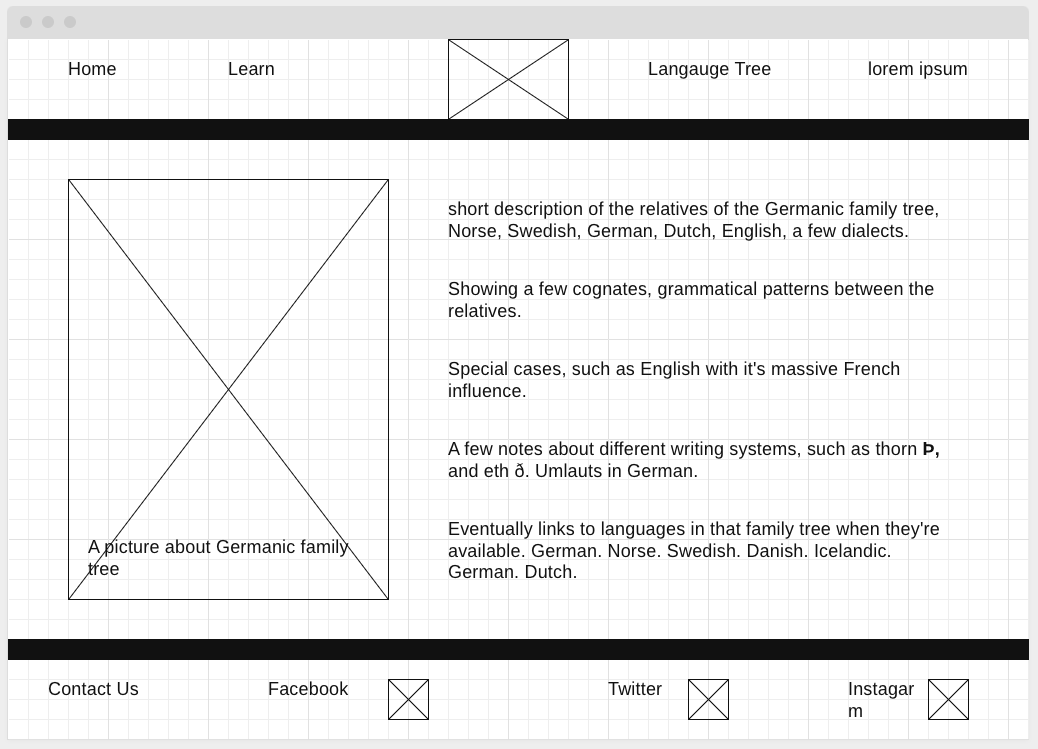 Home
Learn
Langauge Tree
lorem ipsum
short description of the relatives of the Germanic family tree,
Norse, Swedish, German, Dutch, English, a few dialects.
Showing a few cognates, grammatical patterns between the
relatives.
Special cases, such as English with it's massive French
influence.
A few notes about different writing systems, such as thorn Þ,
and eth ð. Umlauts in German.
Eventually links to languages in that family tree when they're
available. German. Norse. Swedish. Danish. Icelandic.
German. Dutch.
A picture about Germanic family
tree
Contact Us
Facebook
Twitter
Instagar
m